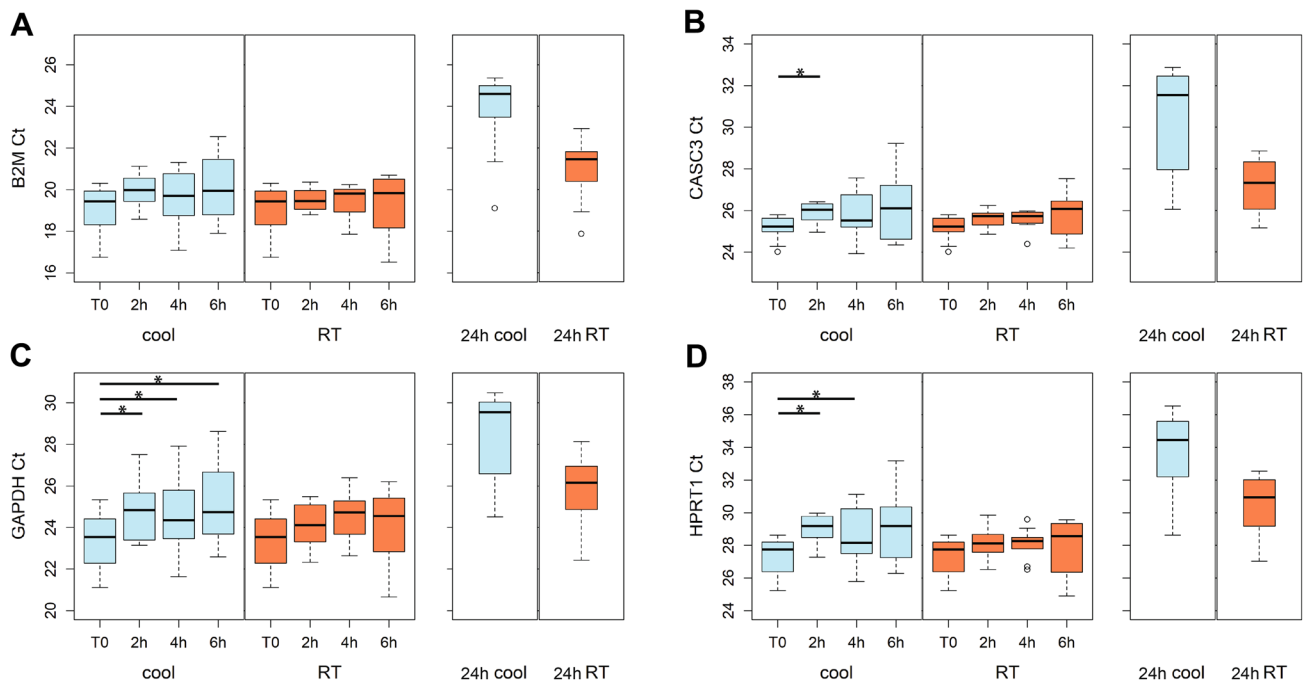 A
B2M Ct
26
24
22
20
18
16
T0 2h 4h 6h T0 2h 4h 6h
cool RT 24h cool 24h RT
B
CASC3 Ct
34
32
30
28
26
24
22
*
T0 2h 4h 6h T0 2h 4h 6h
cool RT 24h cool 24h RT
C
GAPDH Ct
30
28
26
24
22
20
*
*
*
T0 2h 4h 6h T0 2h 4h 6h
cool RT 24h cool 24h RT
D
HPRT1 Ct
38
36
34
32
30
28
26
24
*
*
T0 2h 4h 6h T0 2h 4h 6h
cool RT 24h cool 24h RT